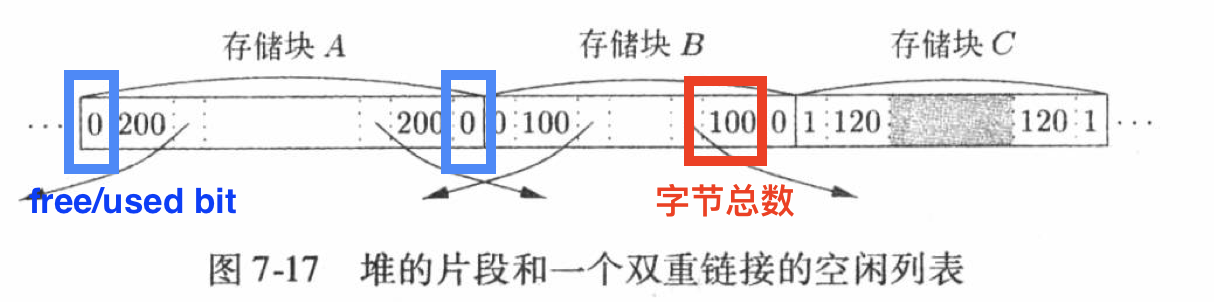 存储块 A 存储块 B 存储块 C
··· 0 200 200 0 0 100 100 0 1 120 120 1 ···
free/used bit 字节总数
图 7-17 堆的片段和一个双重链接的空闲列表